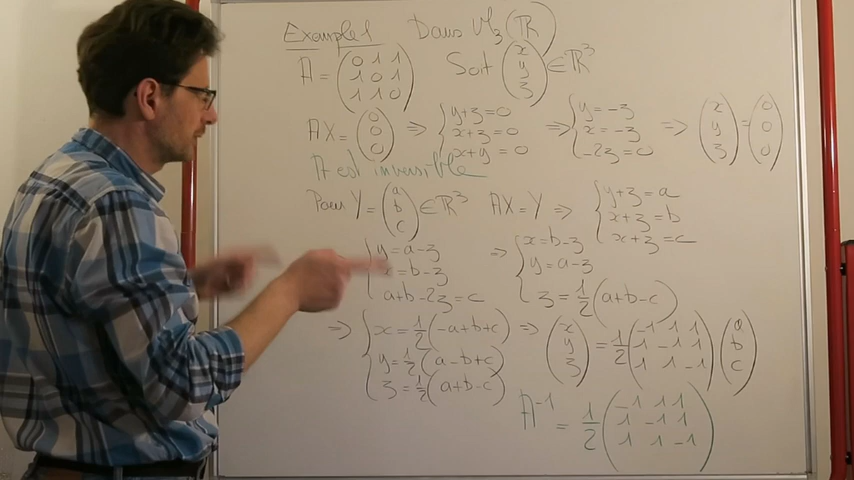 Exemple 1 Dans M₃(ℝ)
A = (0 1 1 / 1 0 1 / 1 1 0) Soit (x / y / z) ∈ ℝ³
AX = (0 / 0 / 0) ⇒ { y+z=0 / x+z=0 / x+y=0 ⇒ { y=-z / x=-z / -2z=0 ⇒ (x / y / z) = (0 / 0 / 0)
A est inversible
Pour Y = (a / b / c) ∈ ℝ³ AX = Y ⇒ { y+z=a / x+z=b / x+z=c
{ y=a-z / =b-z / a+b-2z=c ⇒ { x=b-z / y=a-z / z=1/2(a+b-c)
⇒ { x=1/2(-a+b+c) / y=1/2(a-b+c) / z=1/2(a+b-c) ⇒ (x / y / z) = 1/2 (-1 1 1 / 1 -1 1 / 1 1 -1) (a / b / c)
A⁻¹ = 1/2 (-1 1 1 / 1 -1 1 / 1 1 -1)